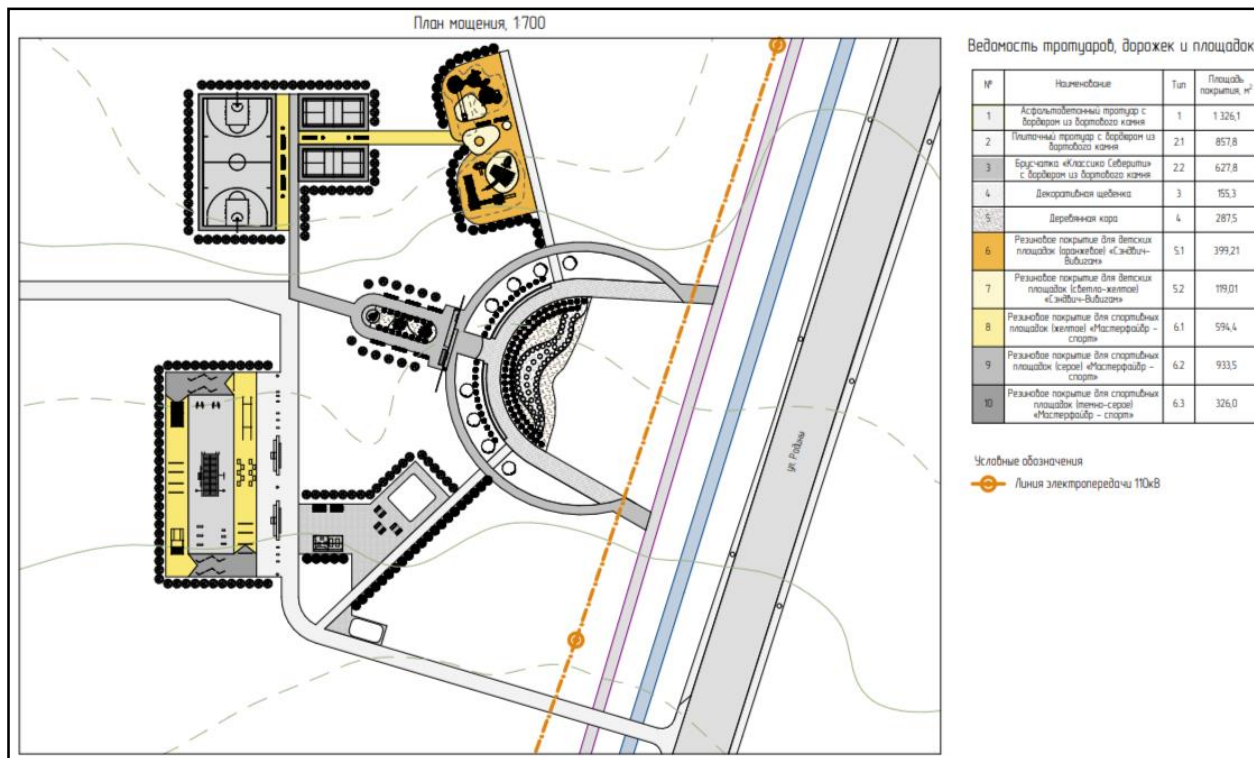 План мощения, 1:700
Ведомость тротуаров, дорожек и площадок
№ Наименование Тип Площадь
покрытия, м²
1 Асфальтобетонный тротуар с
бордюром из бортового камня 1 1 326,1
2 Плиточный тротуар с бордюром из
бортового камня 2.1 857,8
3 Брусчатка «Классико Северити»
с бордюром из бортового камня 2.2 627,8
4 Декоративная щебенка 3 155,3
5 Деревянная кора 4 287,5
6 Резиновое покрытие для детских
площадок (оранжевое) «Сэндвич-
Вибигам» 5.1 399,21
7 Резиновое покрытие для детских
площадок (светло-желтое)
«Сэндвич-Вибигам» 5.2 119,01
8 Резиновое покрытие для спортивных
площадок (желтое) «Мастерфайбр -
спорт» 6.1 594,4
9 Резиновое покрытие для спортивных
площадок (серое) «Мастерфайбр -
спорт» 6.2 933,5
10 Резиновое покрытие для спортивных
площадок (темно-серое)
«Мастерфайбр - спорт» 6.3 326,0
Условные обозначения
Линия электропередачи 110кВ
ул. Родины